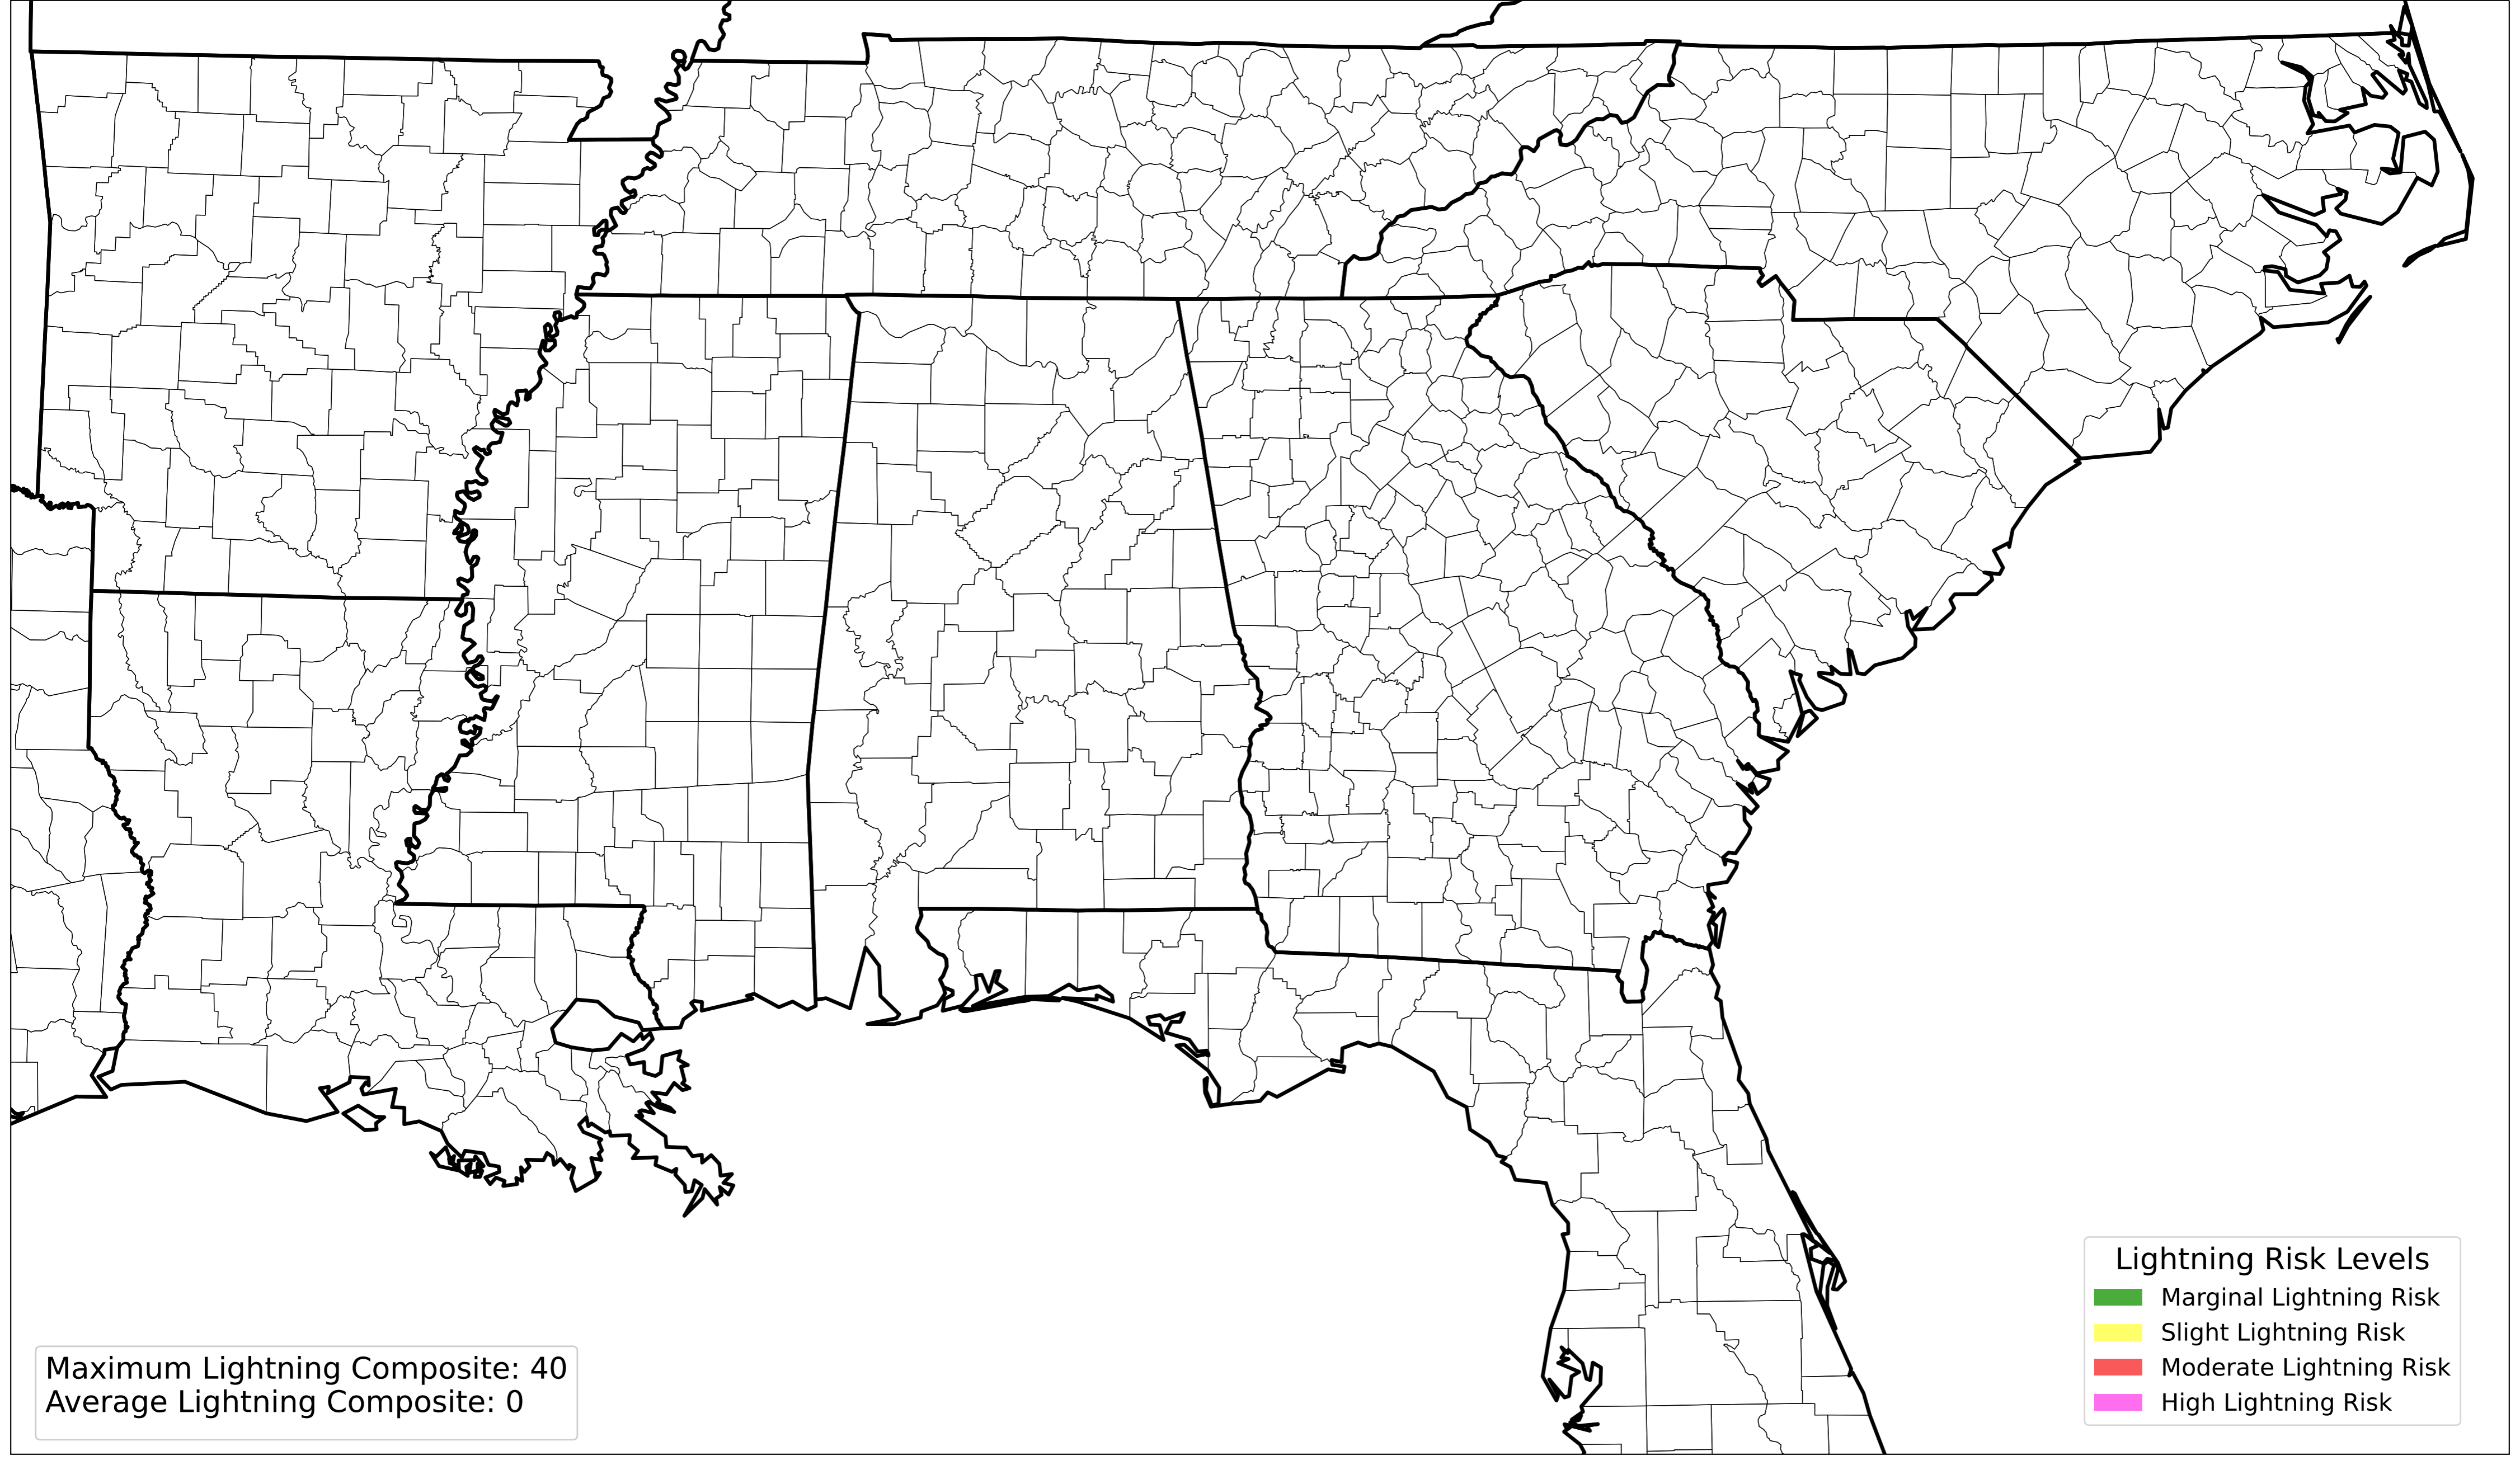 Maximum Lightning Composite: 40
Average Lightning Composite: 0
Lightning Risk Levels
Marginal Lightning Risk
Slight Lightning Risk
Moderate Lightning Risk
High Lightning Risk